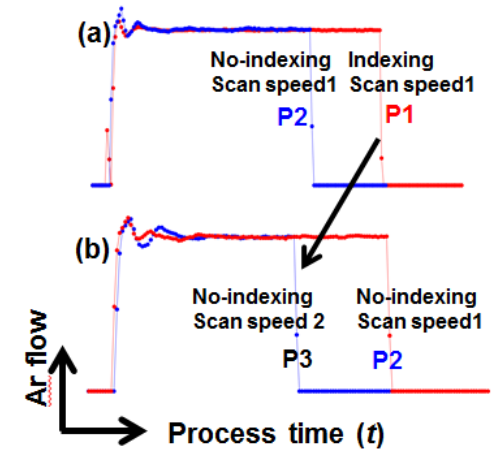 (a)
No-indexing Indexing
Scan speed1 Scan speed1
P2 P1
(b)
No-indexing No-indexing
Scan speed 2 Scan speed1
P3 P2
Ar flow
Process time (t)